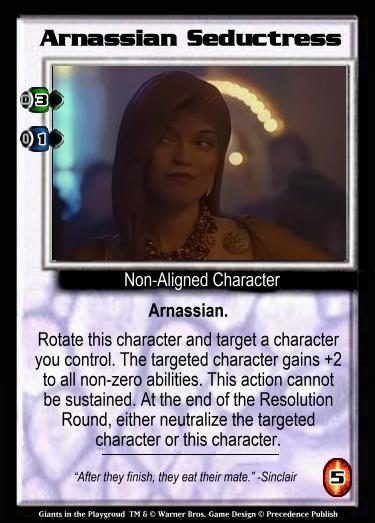 Arnassian Seductress
3
1
Non-Aligned Character
Arnassian.
Rotate this character and target a character
you control. The targeted character gains +2
to all non-zero abilities. This action cannot
be sustained. At the end of the Resolution
Round, either neutralize the targeted
character or this character.
“After they finish, they eat their mate.” -Sinclair
5
Giants in the Playgroud TM & © Warner Bros. Game Design © Precedence Publish